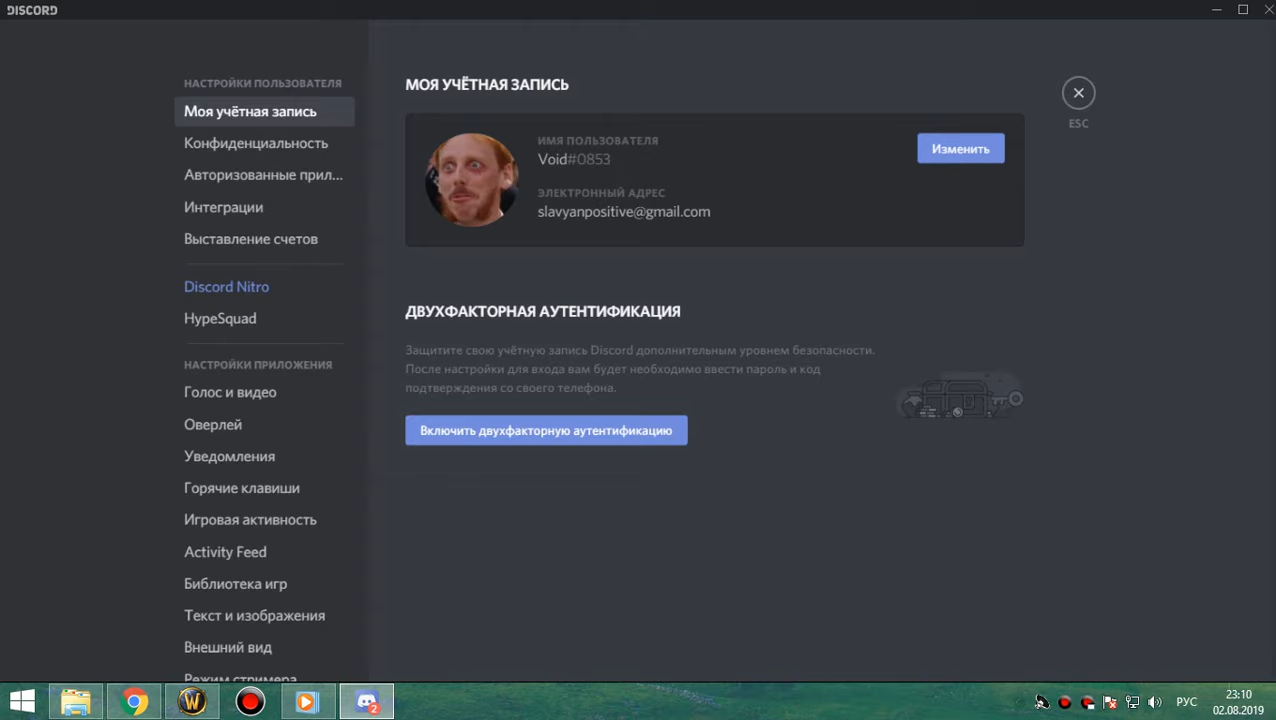 DISCORD
НАСТРОЙКИ ПОЛЬЗОВАТЕЛЯ
Моя учётная запись
Конфиденциальность
Авторизованные прил...
Интеграции
Выставление счетов
Discord Nitro
HypeSquad
НАСТРОЙКИ ПРИЛОЖЕНИЯ
Голос и видео
Оверлей
Уведомления
Горячие клавиши
Игровая активность
Activity Feed
Библиотека игр
Текст и изображения
Внешний вид
Режим стримера
МОЯ УЧЁТНАЯ ЗАПИСЬ
ИМЯ ПОЛЬЗОВАТЕЛЯ
Void#0853
Изменить
ЭЛЕКТРОННЫЙ АДРЕС
slavyanpositive@gmail.com
ESC
ДВУХФАКТОРНАЯ АУТЕНТИФИКАЦИЯ
Защитите свою учётную запись Discord дополнительным уровнем безопасности.
После настройки для входа вам будет необходимо ввести пароль и код
подтверждения со своего телефона.
Включить двухфакторную аутентификацию
W
2
РУС
23:10
02.08.2019